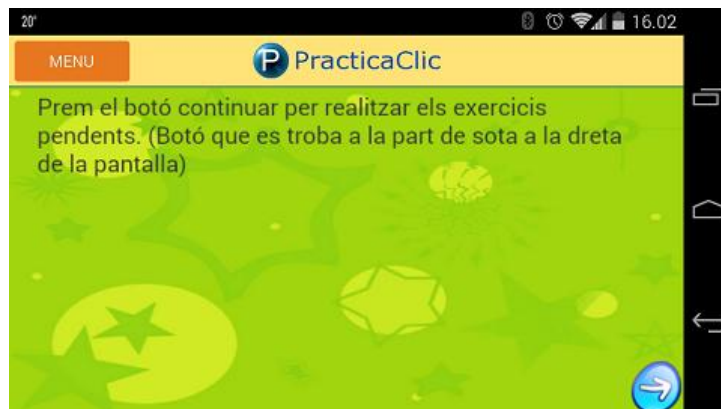 20° 16.02
MENU P PracticaClic
Prem el botó continuar per realitzar els exercicis
pendents. (Botó que es troba a la part de sota a la dreta
de la pantalla)